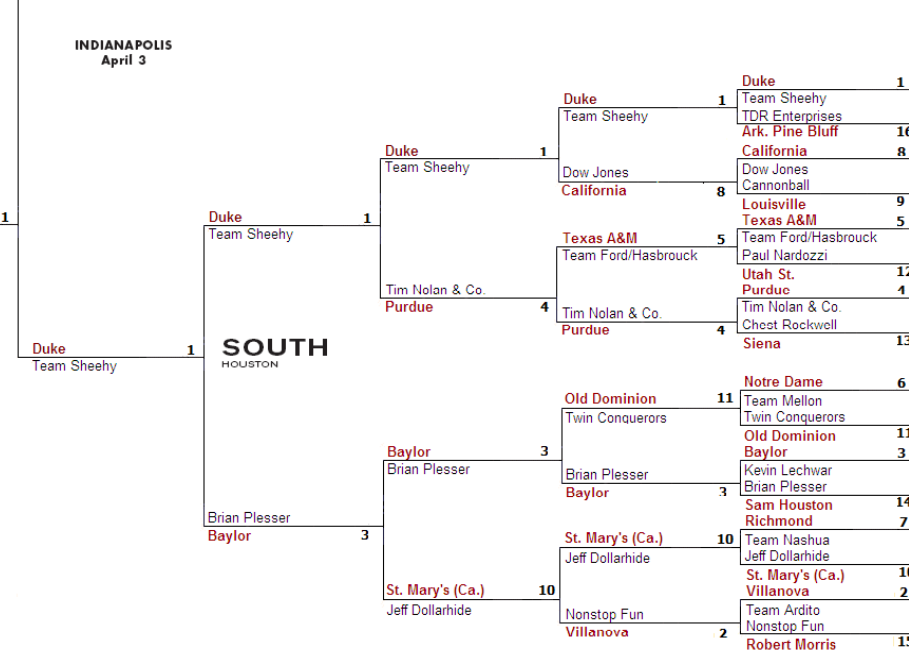 INDIANAPOLIS
April 3
Duke 1
Team Sheehy
TDR Enterprises
Ark. Pine Bluff 16
California 8
Dow Jones
Cannonball
Louisville 9
Texas A&M 5
Team Ford/Hasbrouck
Paul Nardozzi
Utah St. 12
Purdue 4
Tim Nolan & Co.
Chest Rockwell
Siena 13
Notre Dame 6
Team Mellon
Twin Conquerors
Old Dominion 11
Baylor 3
Kevin Lechwar
Brian Plesser
Sam Houston 14
Richmond 7
Team Nashua
Jeff Dollarhide
St. Mary's (Ca.) 10
Villanova 2
Team Ardito
Nonstop Fun
Robert Morris 15
Duke 1
Team Sheehy
Dow Jones
California 8
Texas A&M 5
Team Ford/Hasbrouck
Tim Nolan & Co.
Purdue 4
Old Dominion 11
Twin Conquerors
Brian Plesser
Baylor 3
St. Mary's (Ca.) 10
Jeff Dollarhide
Nonstop Fun
Villanova 2
Duke 1
Team Sheehy
Tim Nolan & Co.
Purdue 4
Baylor 3
Brian Plesser
St. Mary's (Ca.) 10
Jeff Dollarhide
Duke 1
Team Sheehy
Brian Plesser
Baylor 3
SOUTH
HOUSTON
Duke 1
Team Sheehy
1